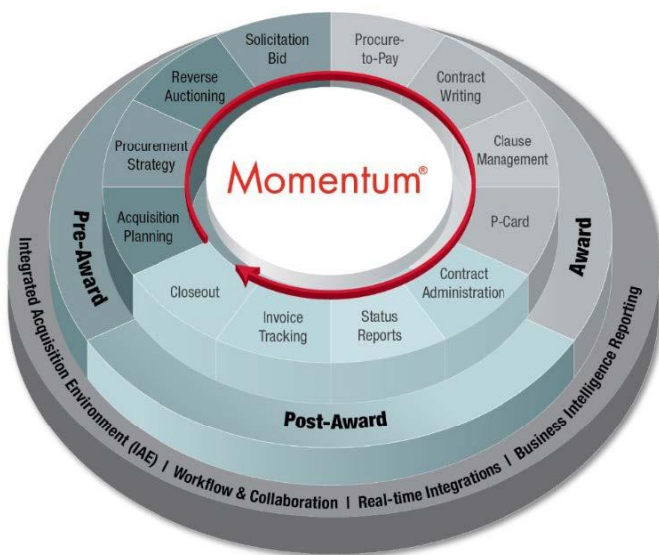 Solicitation
Bid
Procure-
to-Pay
Reverse
Auctioning
Contract
Writing
Procurement
Strategy
Clause
Management
Momentum®
Acquisition
Planning
P-Card
Closeout
Invoice
Tracking
Status
Reports
Contract
Administration
Pre-Award
Award
Post-Award
Integrated Acquisition Environment (IAE) | Workflow & Collaboration | Real-time Integrations | Business Intelligence Reporting